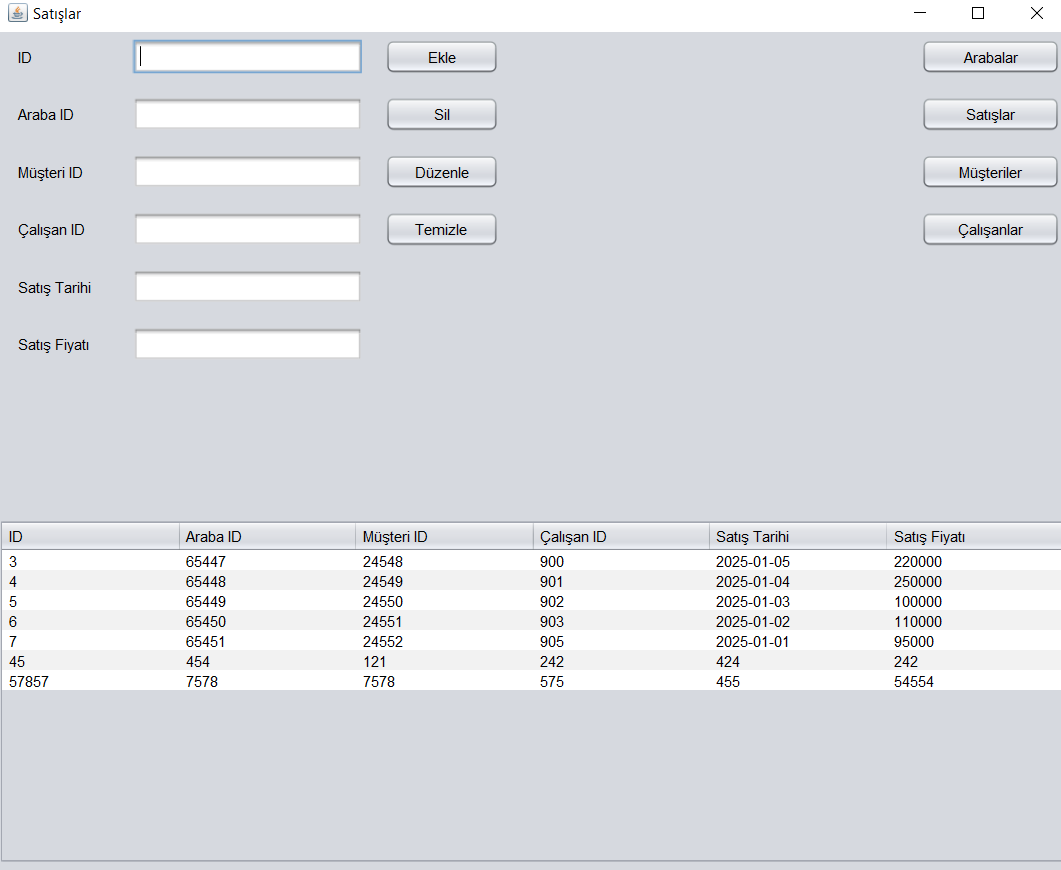 Satışlar
ID Ekle Arabalar
Araba ID Sil Satışlar
Müşteri ID Düzenle Müşteriler
Çalışan ID Temizle Çalışanlar
Satış Tarihi
Satış Fiyatı
ID Araba ID Müşteri ID Çalışan ID Satış Tarihi Satış Fiyatı
3 65447 24548 900 2025-01-05 220000
4 65448 24549 901 2025-01-04 250000
5 65449 24550 902 2025-01-03 100000
6 65450 24551 903 2025-01-02 110000
7 65451 24552 905 2025-01-01 95000
45 454 121 242 424 242
57857 7578 7578 575 455 54554